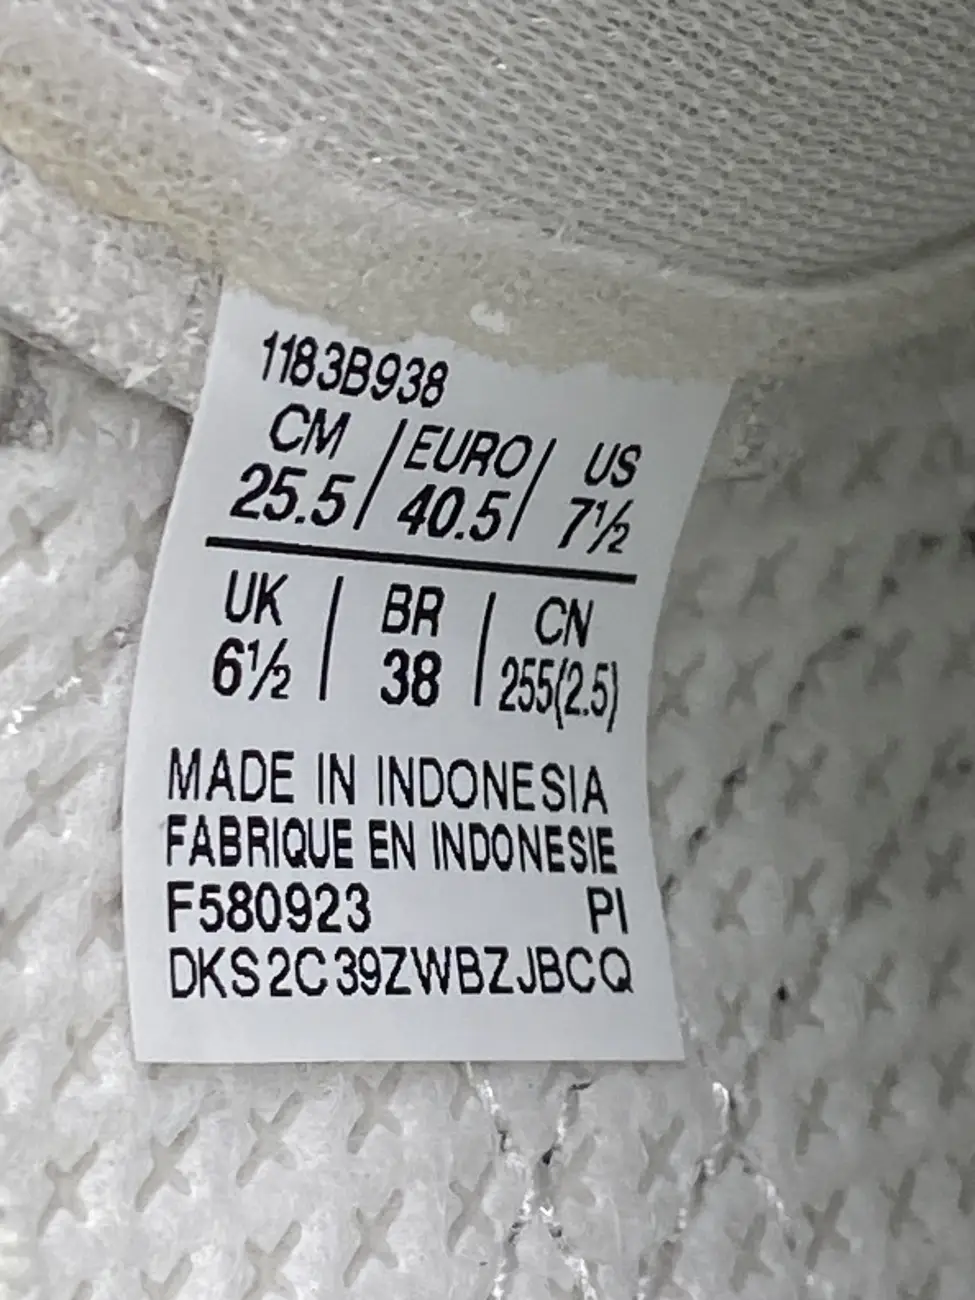 1183B938
CM / EURO / US
25.5 / 40.5 / 7½
UK | BR | CN
6½ | 38 | 255(2.5)
MADE IN INDONESIA
FABRIQUE EN INDONESIE
F580923 PI
DKS2C39ZWBZJBCQ